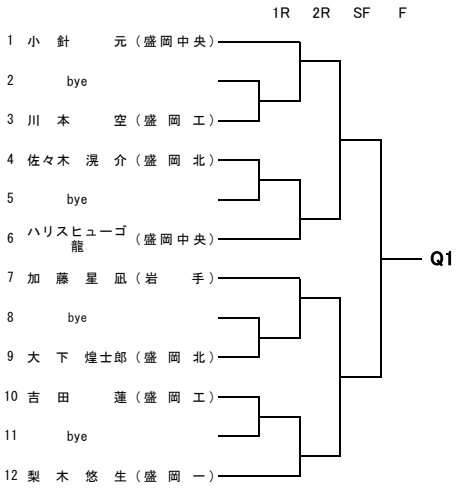 1R 2R SF F
1 小針 元 (盛岡中央)
2 bye
3 川本 空 (盛岡工)
4 佐々木 滉介 (盛岡北)
5 bye
6 ハリスヒューゴ龍 (盛岡中央)
7 加藤星凪 (岩手)
Q1
8 bye
9 大下 煌士郎 (盛岡北)
10 吉田 蓮 (盛岡工)
11 bye
12 梨木悠生 (盛岡一)